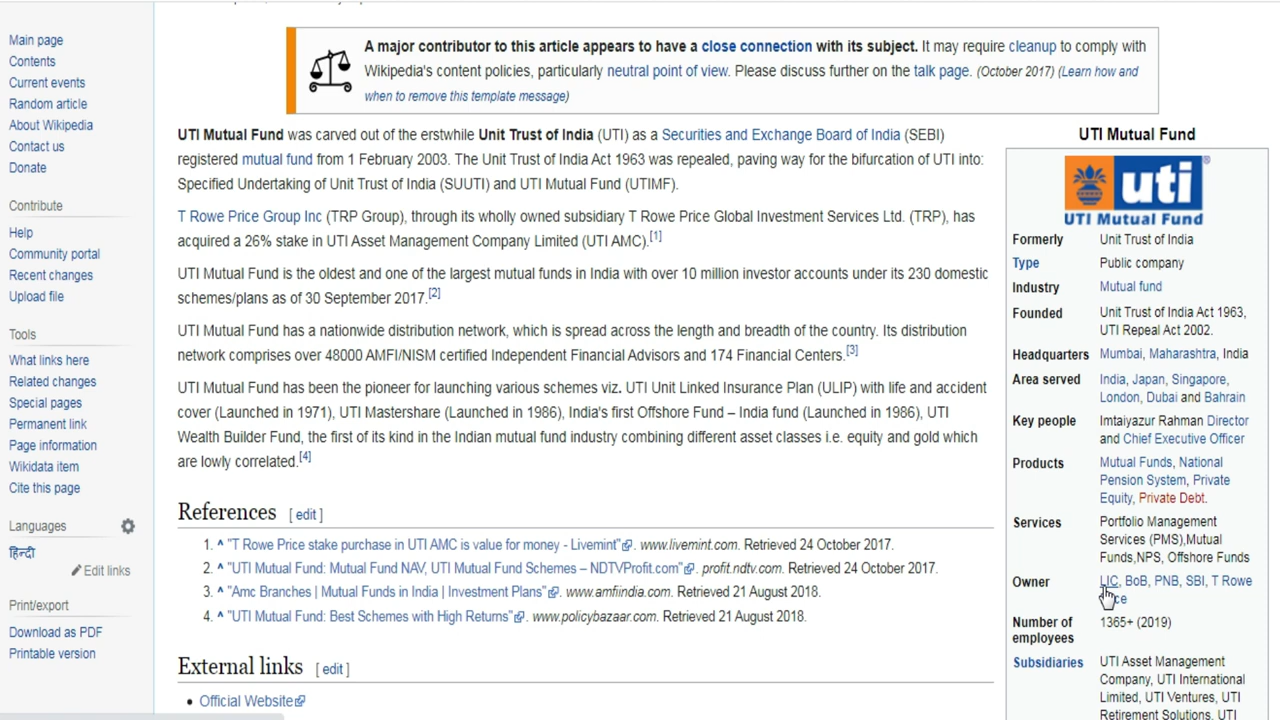 Main page
Contents
Current events
Random article
About Wikipedia
Contact us
Donate
Contribute
Help
Community portal
Recent changes
Upload file
Tools
What links here
Related changes
Special pages
Permanent link
Page information
Wikidata item
Cite this page
Languages
हिन्दी
Edit links
Print/export
Download as PDF
Printable version
A major contributor to this article appears to have a close connection with its subject. It may require cleanup to comply with
Wikipedia's content policies, particularly neutral point of view. Please discuss further on the talk page. (October 2017) (Learn how and
when to remove this template message)
UTI Mutual Fund was carved out of the erstwhile Unit Trust of India (UTI) as a Securities and Exchange Board of India (SEBI)
registered mutual fund from 1 February 2003. The Unit Trust of India Act 1963 was repealed, paving way for the bifurcation of UTI into:
Specified Undertaking of Unit Trust of India (SUUTI) and UTI Mutual Fund (UTIMF).
T Rowe Price Group Inc (TRP Group), through its wholly owned subsidiary T Rowe Price Global Investment Services Ltd. (TRP), has
acquired a 26% stake in UTI Asset Management Company Limited (UTI AMC).[1]
UTI Mutual Fund is the oldest and one of the largest mutual funds in India with over 10 million investor accounts under its 230 domestic
schemes/plans as of 30 September 2017.[2]
UTI Mutual Fund has a nationwide distribution network, which is spread across the length and breadth of the country. Its distribution
network comprises over 48000 AMFI/NISM certified Independent Financial Advisors and 174 Financial Centers.[3]
UTI Mutual Fund has been the pioneer for launching various schemes viz. UTI Unit Linked Insurance Plan (ULIP) with life and accident
cover (Launched in 1971), UTI Mastershare (Launched in 1986), India's first Offshore Fund – India fund (Launched in 1986), UTI
Wealth Builder Fund, the first of its kind in the Indian mutual fund industry combining different asset classes i.e. equity and gold which
are lowly correlated.[4]
References [ edit ]
1. ^ "T Rowe Price stake purchase in UTI AMC is value for money - Livemint". www.livemint.com. Retrieved 24 October 2017.
2. ^ "UTI Mutual Fund: Mutual Fund NAV, UTI Mutual Fund Schemes – NDTVProfit.com". profit.ndtv.com. Retrieved 24 October 2017.
3. ^ "Amc Branches | Mutual Funds in India | Investment Plans". www.amfiindia.com. Retrieved 21 August 2018.
4. ^ "UTI Mutual Fund: Best Schemes with High Returns". www.policybazaar.com. Retrieved 21 August 2018.
External links [ edit ]
• Official Website
UTI Mutual Fund
uti®
UTI Mutual Fund
Formerly Unit Trust of India
Type Public company
Industry Mutual fund
Founded Unit Trust of India Act 1963,
UTI Repeal Act 2002.
Headquarters Mumbai, Maharashtra, India
Area served India, Japan, Singapore,
London, Dubai and Bahrain
Key people Imtaiyazur Rahman Director
and Chief Executive Officer
Products Mutual Funds, National
Pension System, Private
Equity, Private Debt.
Services Portfolio Management
Services (PMS),Mutual
Funds,NPS, Offshore Funds
Owner LIC, BoB, PNB, SBI, T Rowe
Number of 1365+ (2019)
employees
Subsidiaries UTI Asset Management
Company, UTI International
Limited, UTI Ventures, UTI
Retirement Solutions, UTI